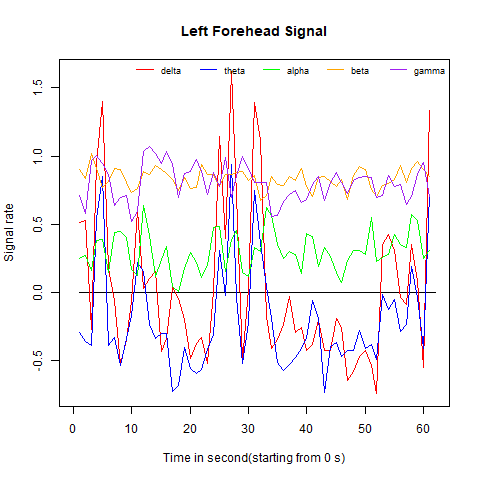 Left Forehead Signal
delta theta alpha beta gamma
1.5
1.0
0.5
0.0
-0.5
Signal rate
0 10 20 30 40 50 60
Time in second(starting from 0 s)